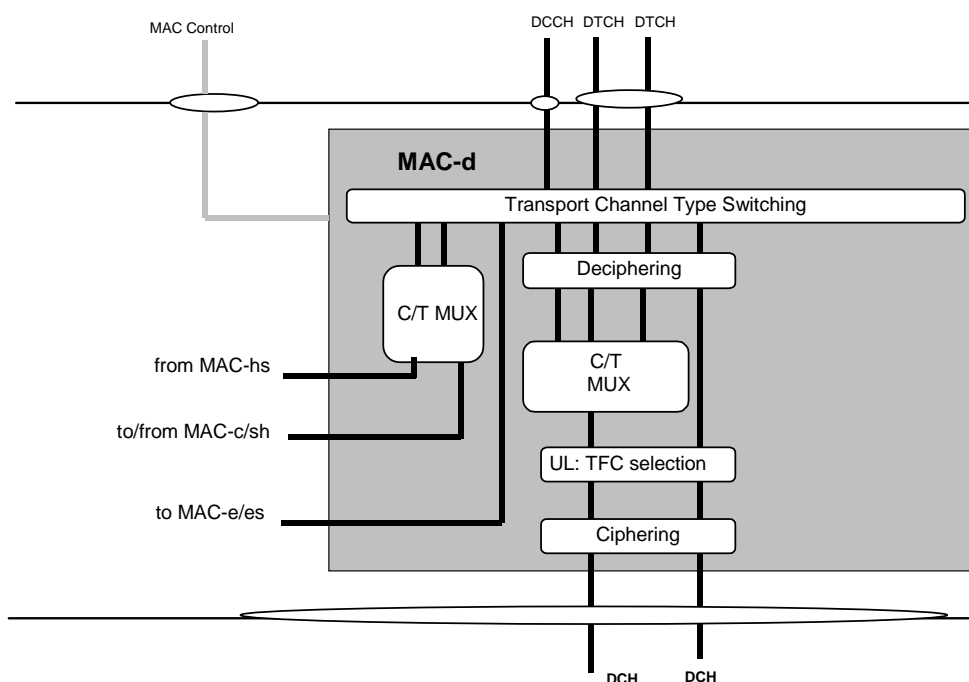 MAC Control
DCCH DTCH DTCH
MAC-d
Transport Channel Type Switching
Deciphering
C/T MUX
from MAC-hs
C/T
MUX
to/from MAC-c/sh
UL: TFC selection
to MAC-e/es
Ciphering
DCH DCH